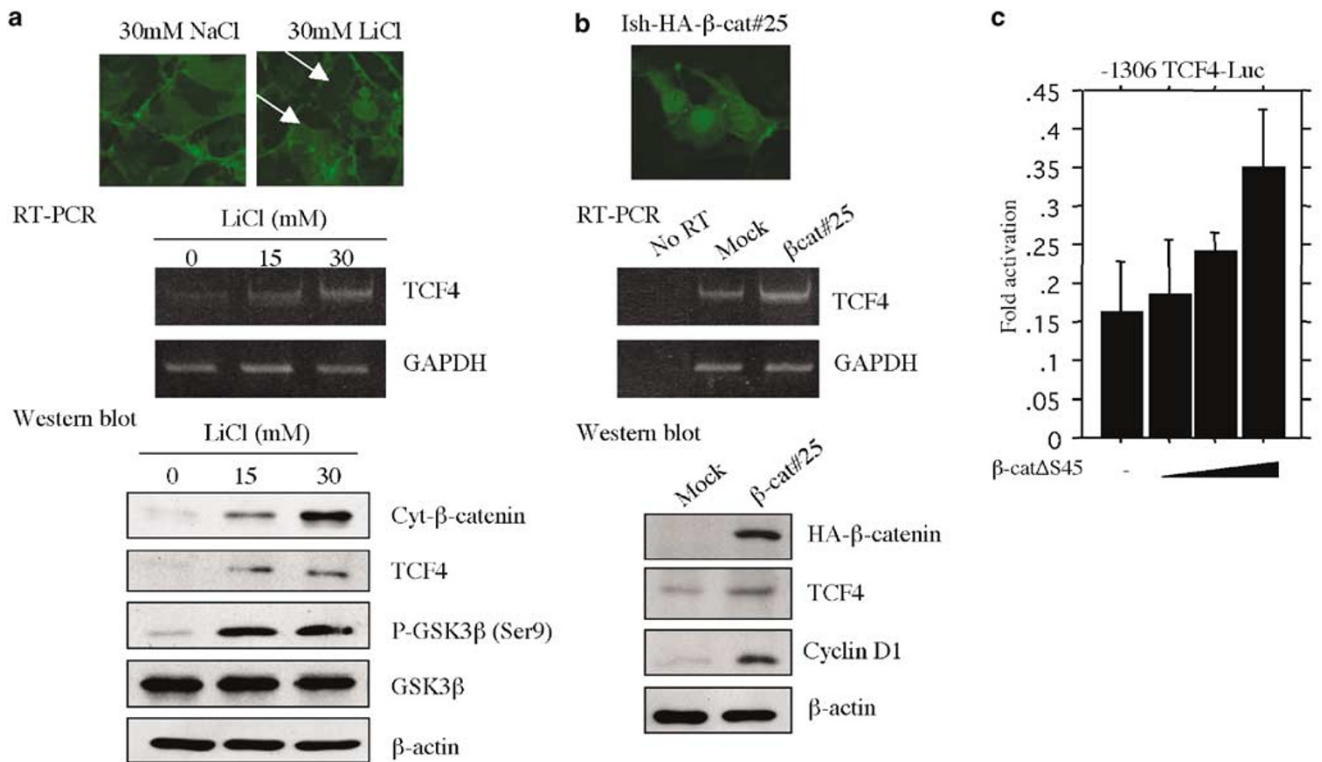 a
30mM NaCl 30mM LiCl
RT-PCR
LiCl (mM)
0 15 30
TCF4
GAPDH
Western blot
LiCl (mM)
0 15 30
Cyt-β-catenin
TCF4
P-GSK3β (Ser9)
GSK3β
β-actin
b
Ish-HA-β-cat#25
RT-PCR
No RT Mock βcat#25
TCF4
GAPDH
Western blot
Mock β-cat#25
HA-β-catenin
TCF4
Cyclin D1
β-actin
c
-1306 TCF4-Luc
Fold activation
.45
.4
.35
.3
.25
.2
.15
.1
.05
0
β-catΔS45 -